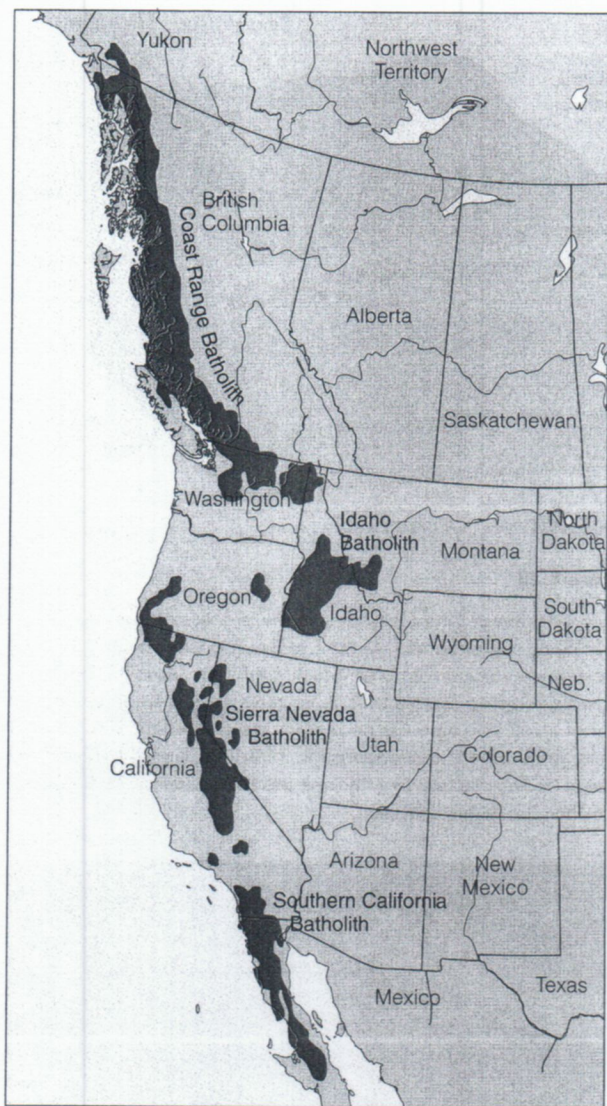 Yukon
Northwest
Territory
British
Columbia
Coast Range Batholith
Alberta
Saskatchewan
Washington
Idaho
Batholith
Montana
North
Dakota
Oregon
Idaho
South
Dakota
Wyoming
Neb.
Nevada
Sierra Nevada
Batholith
Utah
Colorado
California
Arizona
New
Mexico
Southern California
Batholith
Mexico
Texas